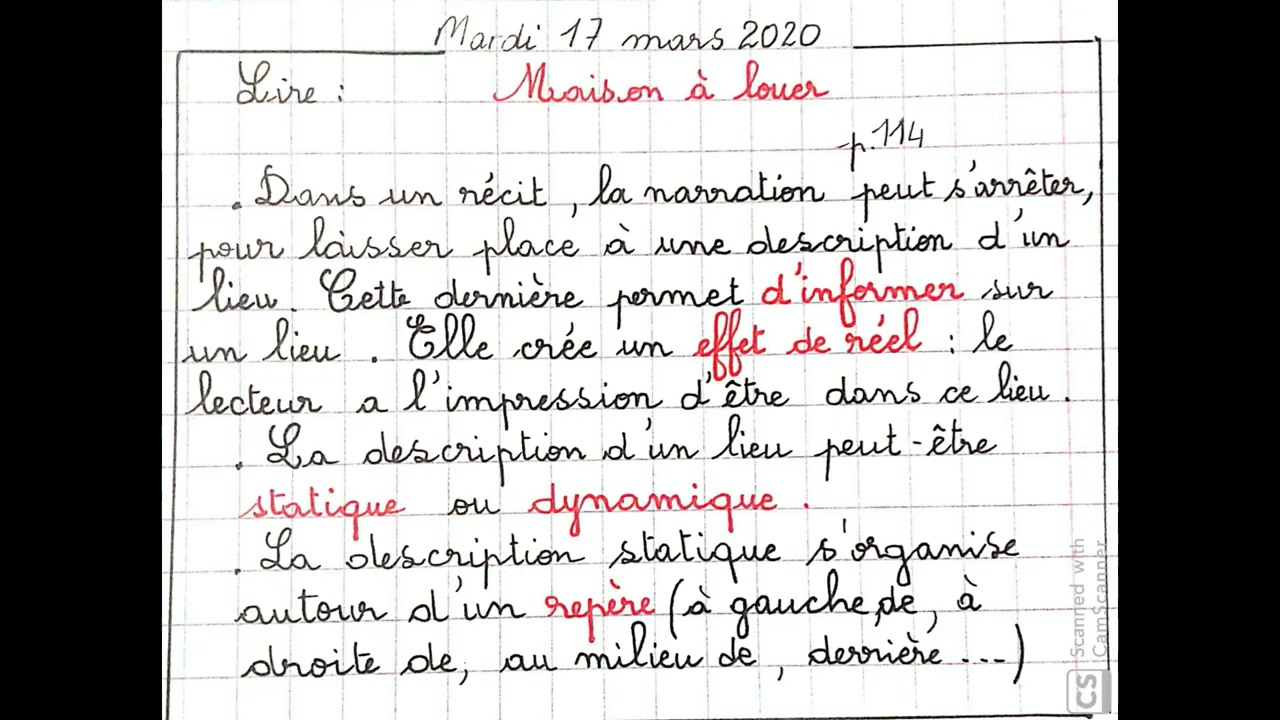 Mardi 17 mars 2020
Lire : Maison à louer
p.114
. Dans un récit, la narration peut s'arrêter,
pour laisser place à une description d'un
lieu. Cette dernière permet d'informer sur
un lieu. Elle crée un effet de réel : le
lecteur a l'impression d'être dans ce lieu.
. La description d'un lieu peut-être
statique ou dynamique.
. La description statique s'organise
autour d'un repère (à gauche,de, à
droite de, au milieu de, derrière ...)
Scanned with
CamScanner
CS